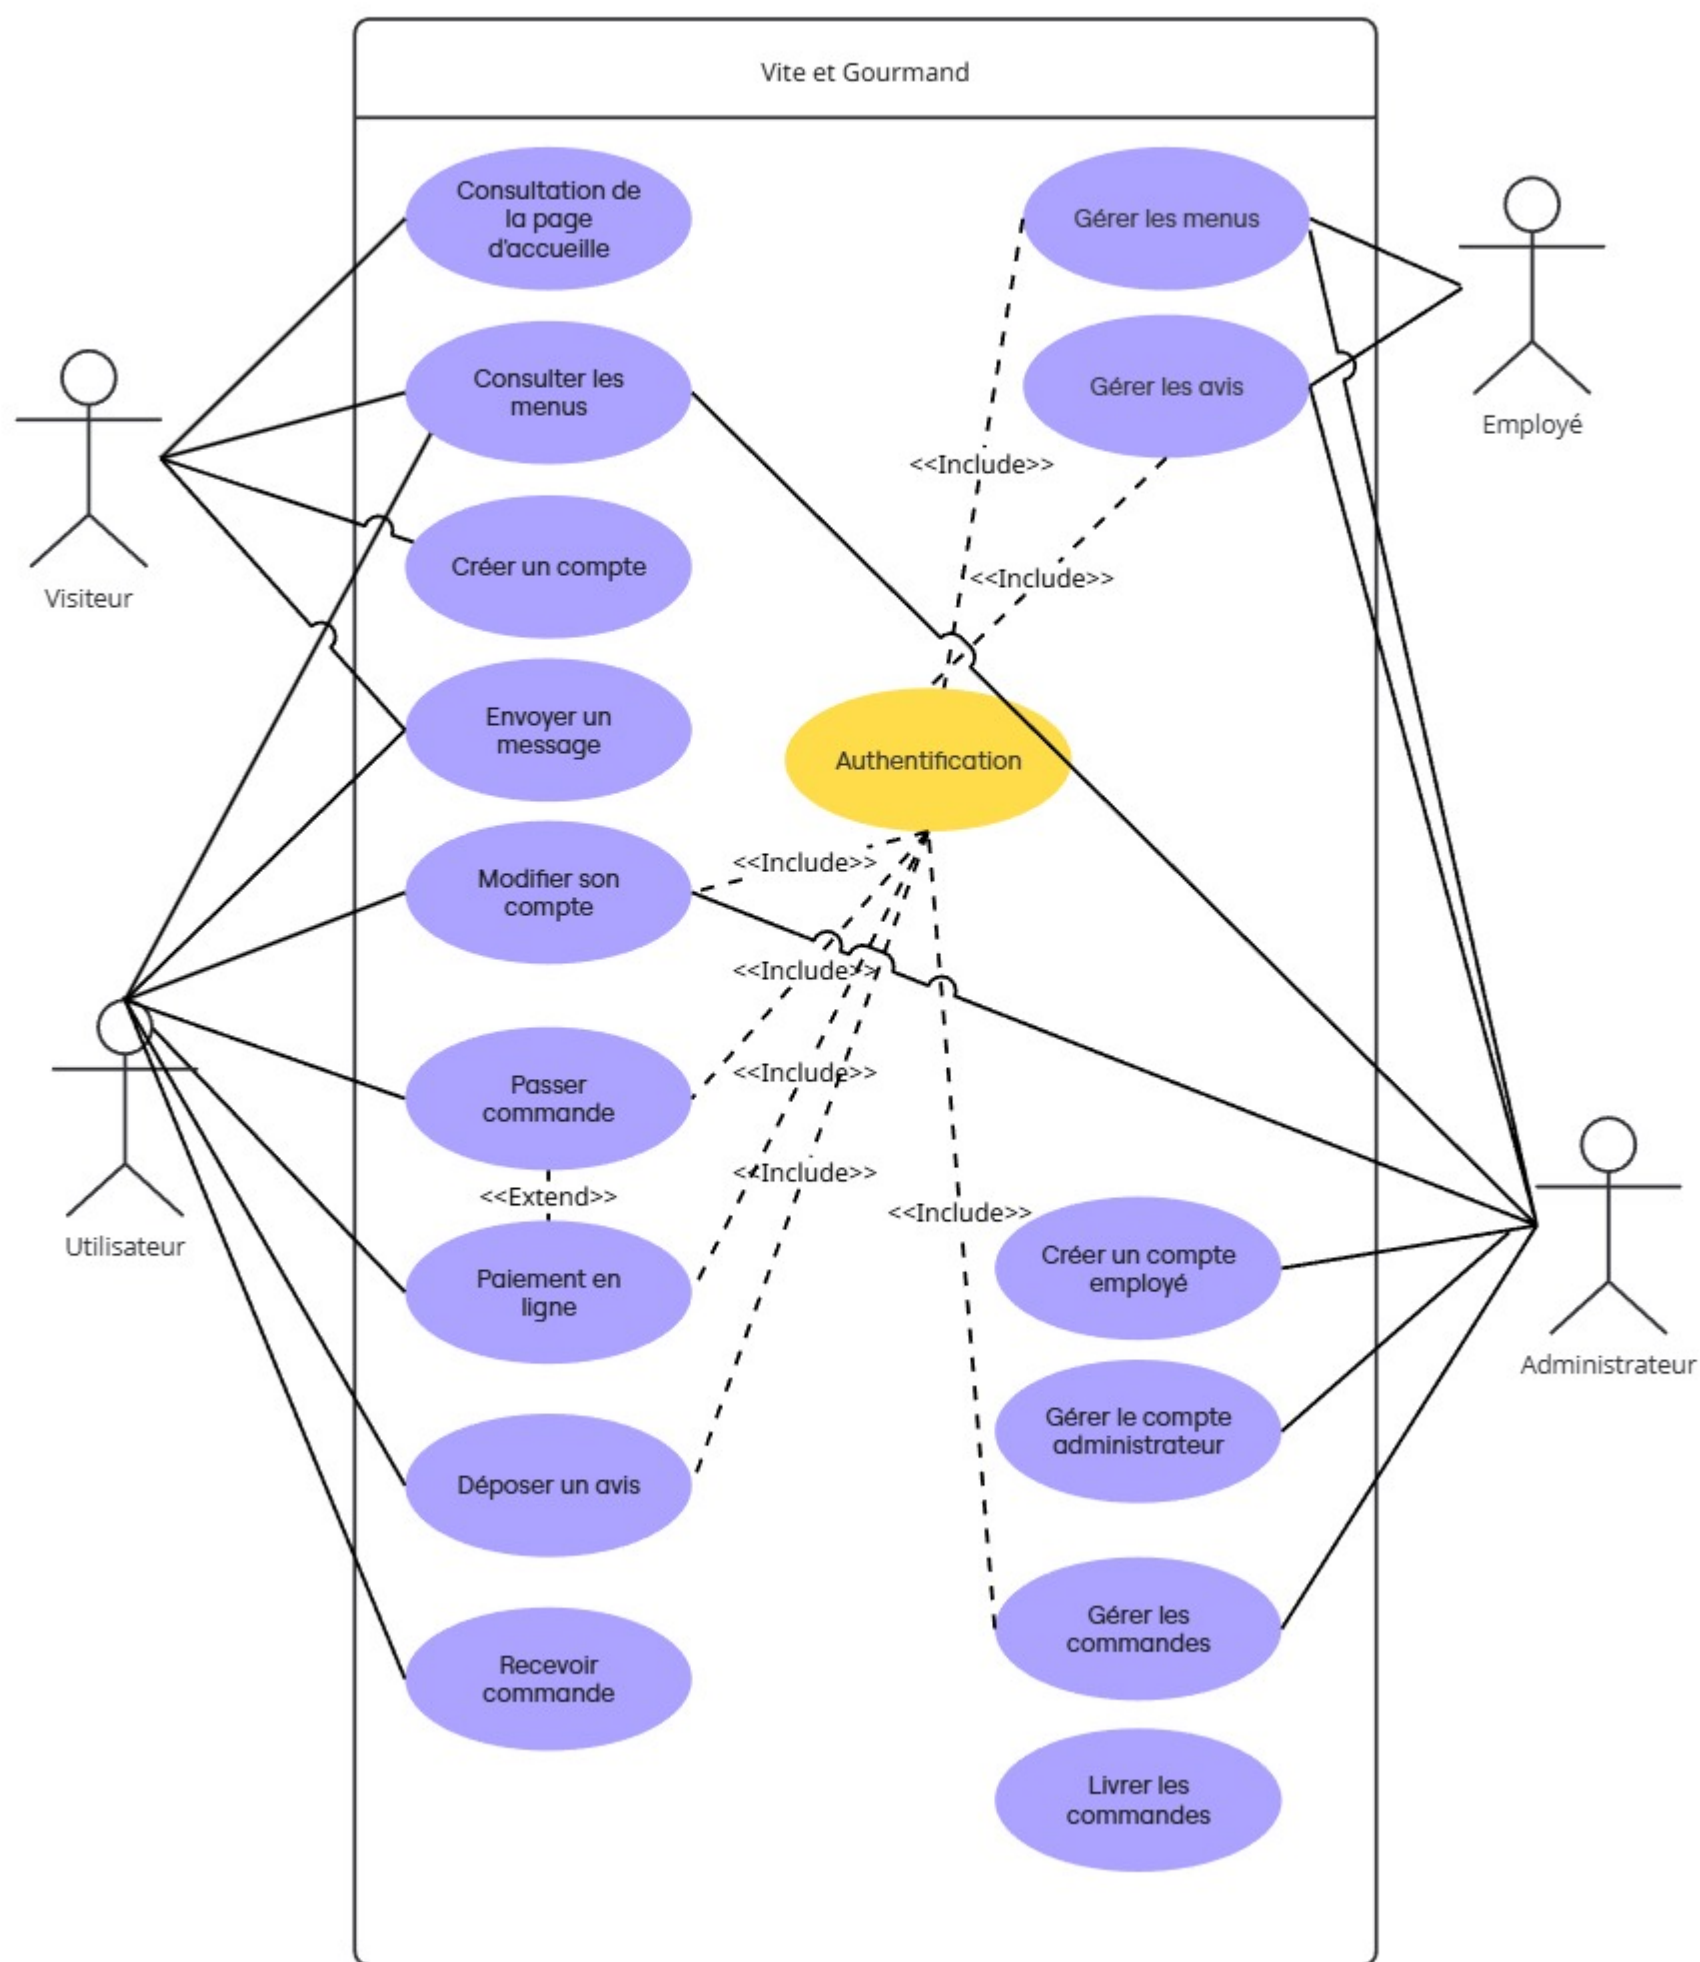 Vite et Gourmand
Consultation de
la page
d'accueille
Gérer les menus
Consulter les
menus
Gérer les avis
Employé
<<Include>>
Créer un compte
<<Include>>
Visiteur
Envoyer un
message
Authentification
<<Include>>
Modifier son
compte
<<Include>>
Passer
commande
<<Include>>
<<Include>>
<<Extend>>
<<Include>>
Utilisateur
Créer un compte
employé
Paiement en
ligne
Administrateur
Gérer le compte
administrateur
Déposer un avis
Gérer les
commandes
Recevoir
commande
Livrer les
commandes